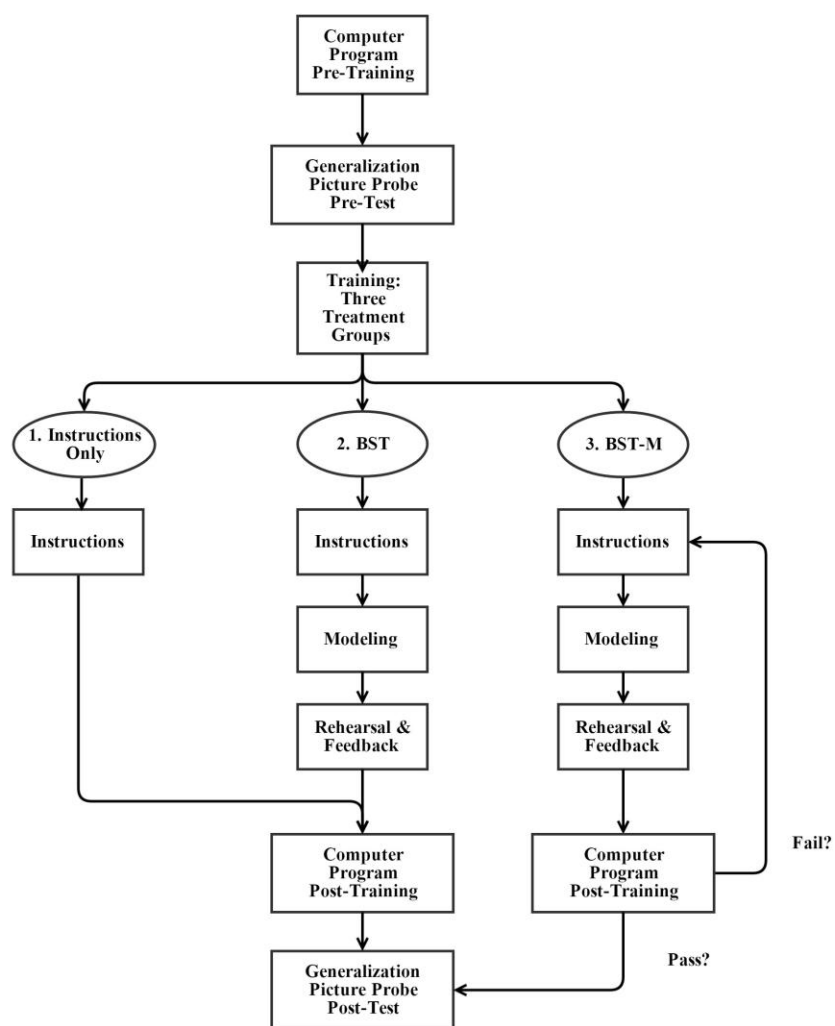 Computer
Program
Pre-Training
Generalization
Picture Probe
Pre-Test
Training:
Three
Treatment
Groups
1. Instructions
Only
2. BST
3. BST-M
Instructions
Instructions
Instructions
Modeling
Modeling
Rehearsal &
Feedback
Rehearsal &
Feedback
Computer
Program
Post-Training
Computer
Program
Post-Training
Fail?
Pass?
Generalization
Picture Probe
Post-Test